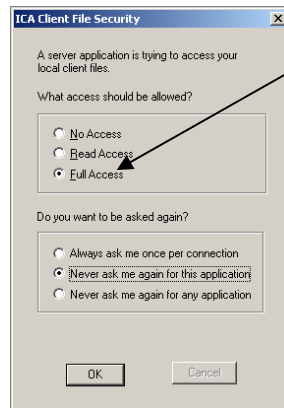 ICA Client File Security
A server application is trying to access your
local client files.
What access should be allowed?
No Access
Read Access
Full Access
Do you want to be asked again?
Always ask me once per connection
Never ask me again for this application
Never ask me again for any application
OK
Cancel